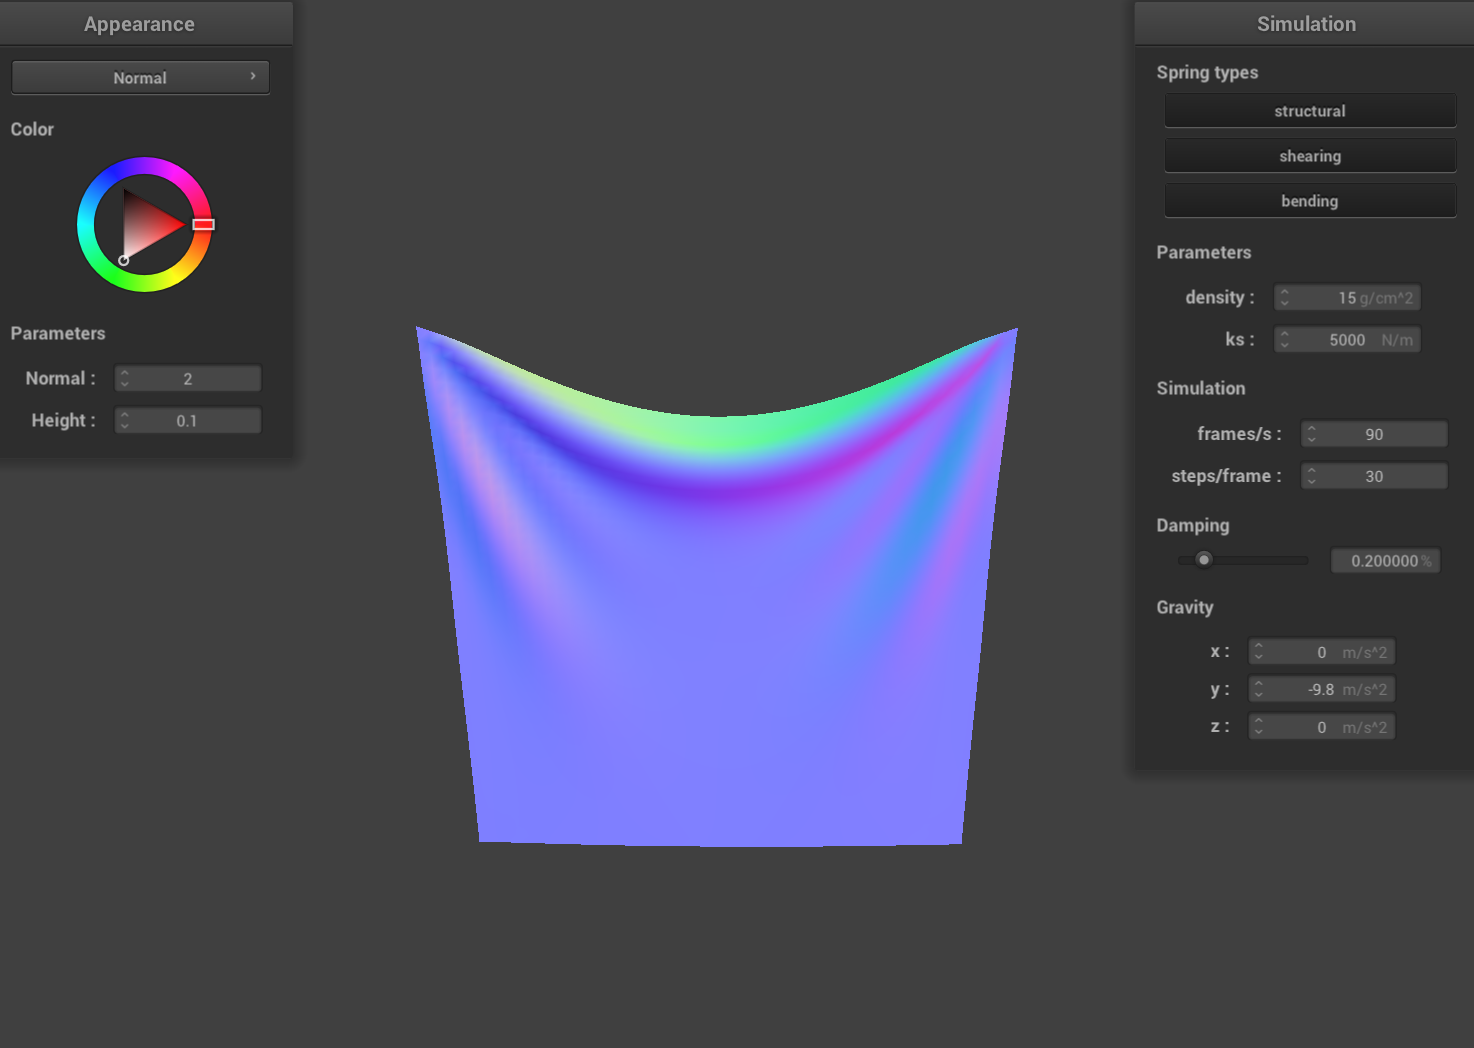 Appearance
Normal ›
Color
Parameters
Normal : 2
Height : 0.1
Simulation
Spring types
structural
shearing
bending
Parameters
density : 15 g/cm^2
ks : 5000 N/m
Simulation
frames/s : 90
steps/frame : 30
Damping
0.200000 %
Gravity
x : 0 m/s^2
y : -9.8 m/s^2
z : 0 m/s^2